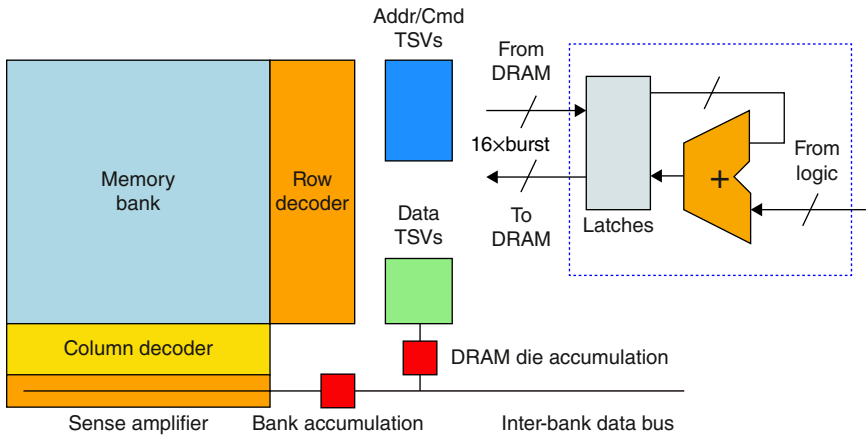 Addr/Cmd
TSVs
From
DRAM
16×burst
To
DRAM
Latches
+
From
logic
Memory
bank
Row
decoder
Data
TSVs
Column decoder
DRAM die accumulation
Sense amplifier
Bank accumulation
Inter-bank data bus